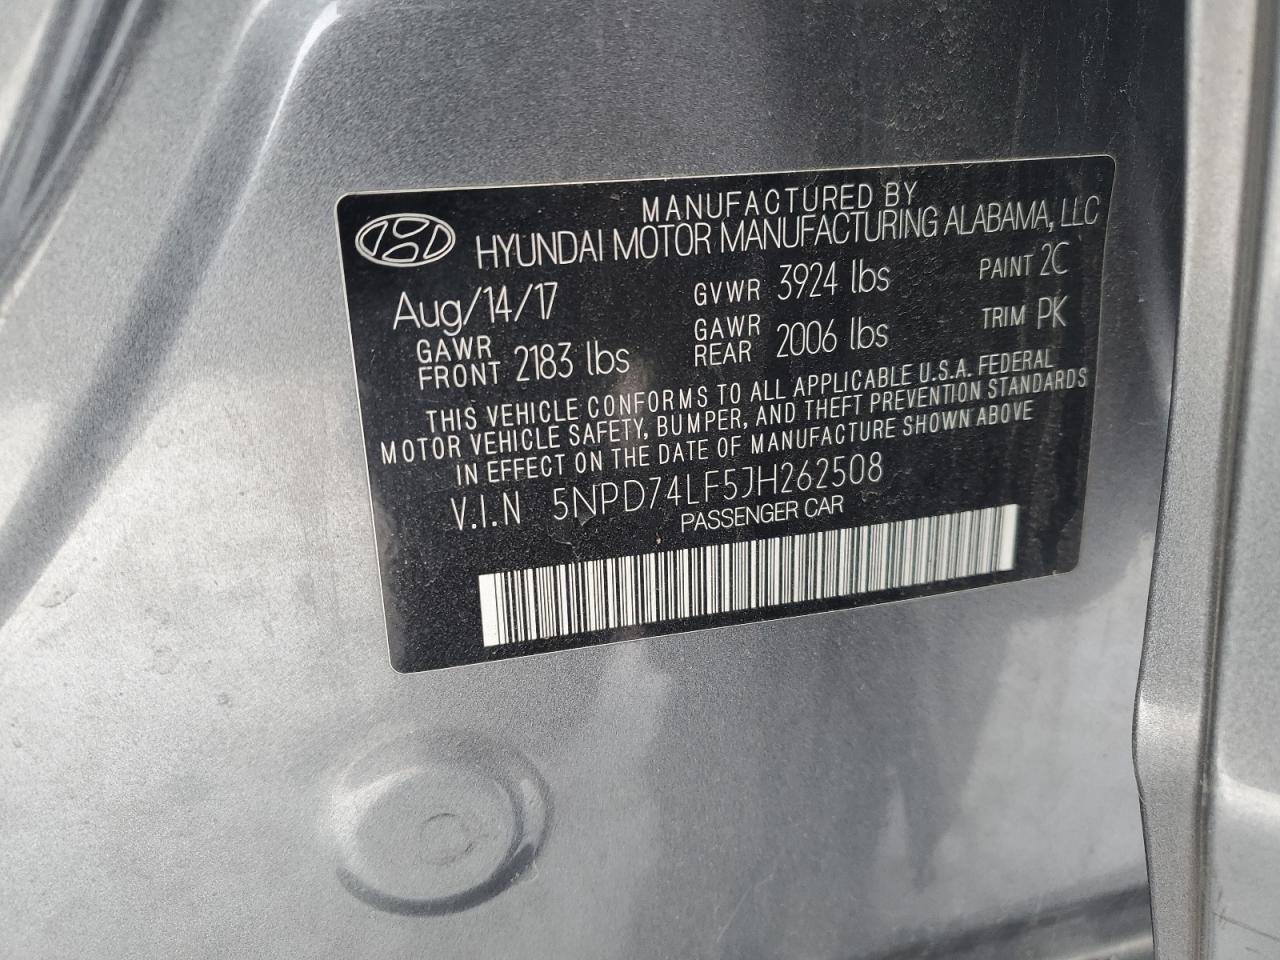 MANUFACTURED BY
HYUNDAI MOTOR MANUFACTURING ALABAMA, LLC
Aug/14/17 GVWR 3924 lbs PAINT 2C
GAWR FRONT 2183 lbs GAWR REAR 2006 lbs TRIM PK
THIS VEHICLE CONFORMS TO ALL APPLICABLE U.S.A. FEDERAL
MOTOR VEHICLE SAFETY, BUMPER, AND THEFT PREVENTION STANDARDS
IN EFFECT ON THE DATE OF MANUFACTURE SHOWN ABOVE
V.I.N 5NPD74LF5JH262508
PASSENGER CAR